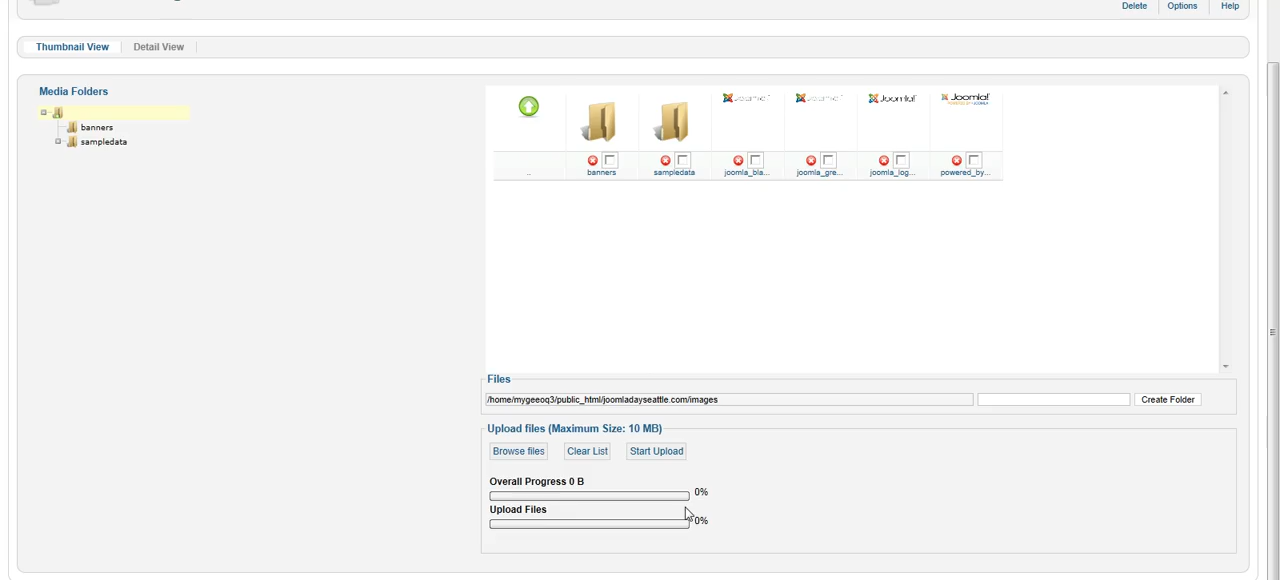 Delete Options Help
Thumbnail View Detail View
Media Folders
banners
sampledata
Joomla!
Joomla!
.. banners sampledata joomla_bla... joomla_gre... joomla_log... powered_by...
Files
/home/mygeeoq3/public_html/joomladayseattle.com/images Create Folder
Upload files (Maximum Size: 10 MB)
Browse files Clear List Start Upload
Overall Progress 0 B
0%
Upload Files
0%